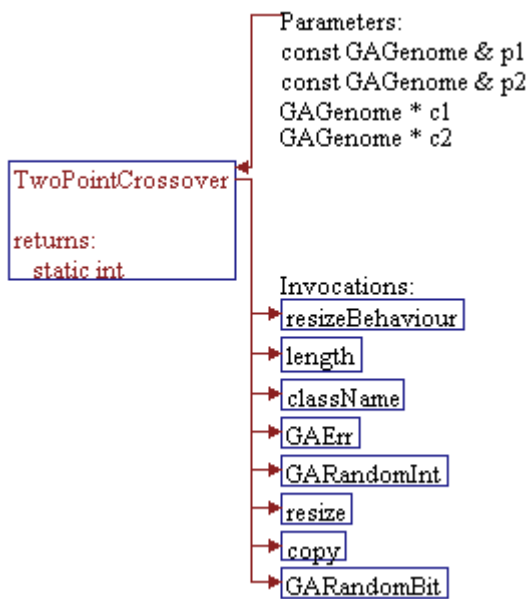 Parameters:
const GAGenome & p1
const GAGenome & p2
GAGenome * c1
GAGenome * c2
TwoPointCrossover
returns:
static int
Invocations:
resizeBehaviour
length
className
GAErr
GARandomInt
resize
copy
GARandomBit